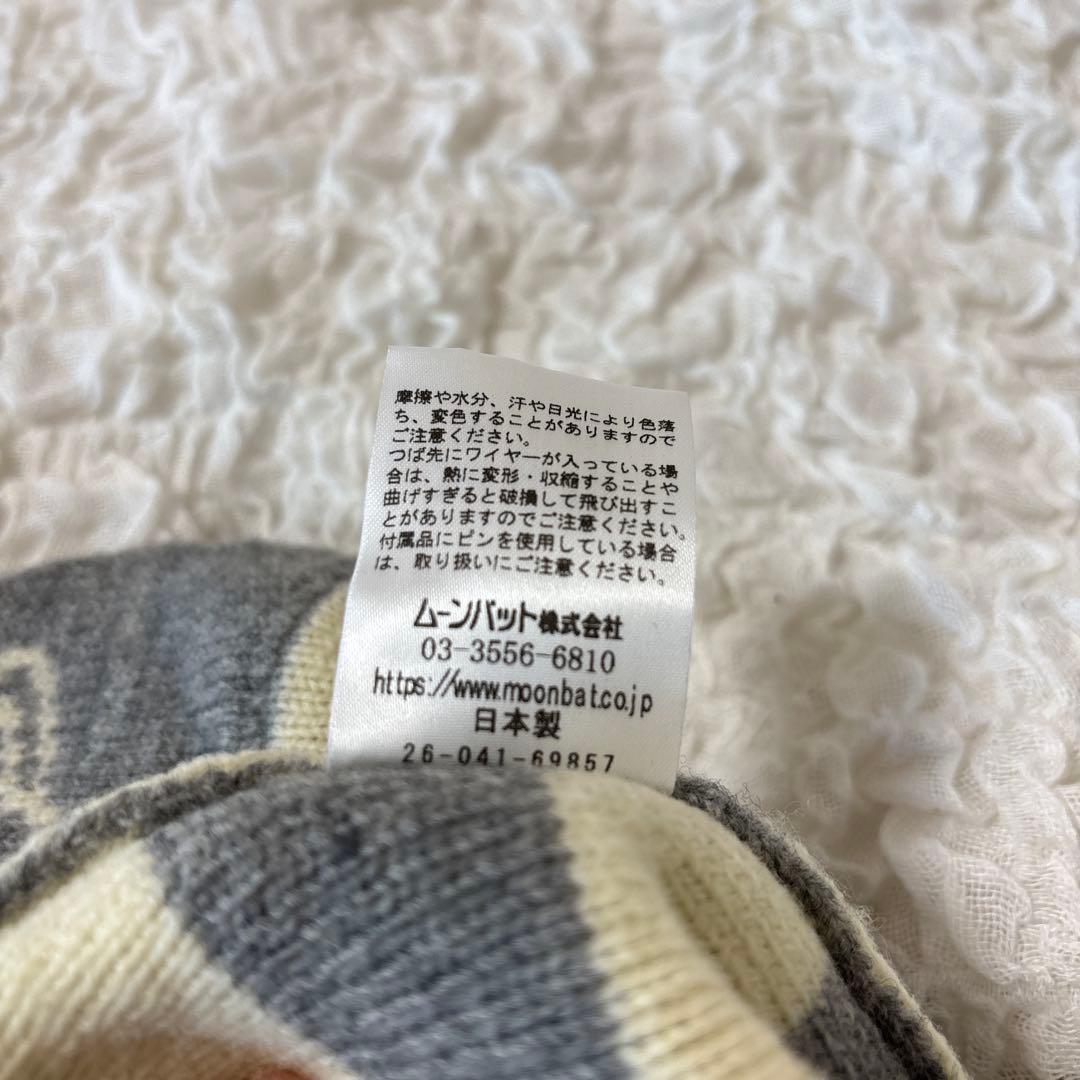 摩擦や水分、汗や日光により色落
ち、変色することがありますので
ご注意ください。
つば先にワイヤーが入っている場
合は、熱に変形・収縮することや
曲げすぎると破損して飛び出すこ
とがありますのでご注意ください。
付属品にピンを使用している場合
は、取り扱いにご注意ください。
ムーンバット株式会社
03-3556-6810
https://www.moonbat.co.jp
日本製
26-041-69857